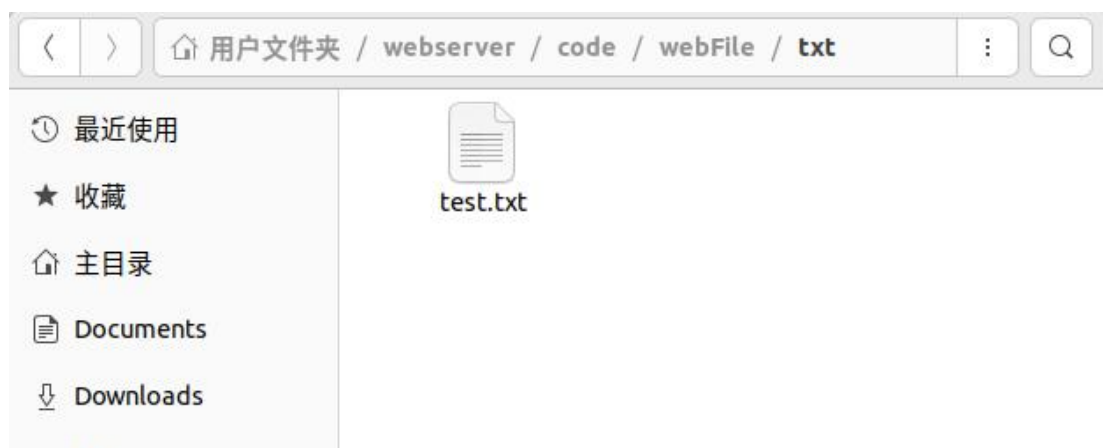 用户文件夹 / webserver / code / webFile / txt
最近使用
收藏
主目录
Documents
Downloads
test.txt